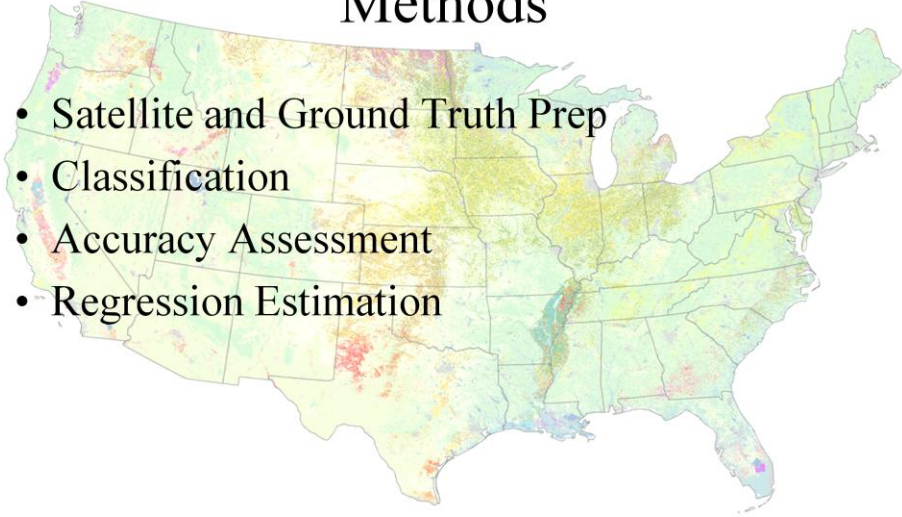 Methods
• Satellite and Ground Truth Prep
• Classification
• Accuracy Assessment
• Regression Estimation